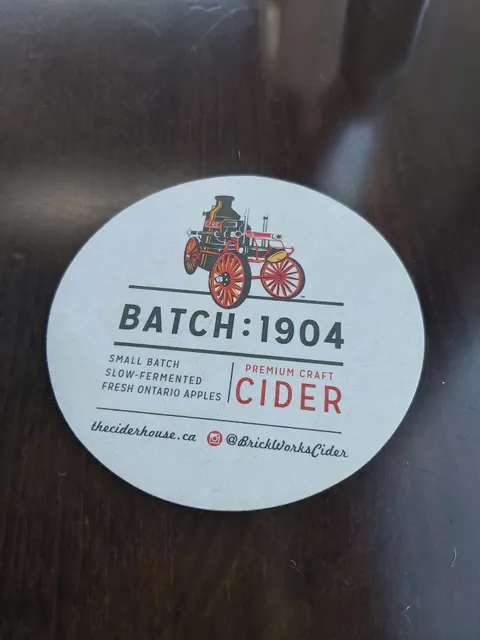 BATCH:1904
SMALL BATCH
SLOW-FERMENTED
FRESH ONTARIO APPLES
PREMIUM CRAFT
CIDER
theciderhouse.ca @BrickWorksCider